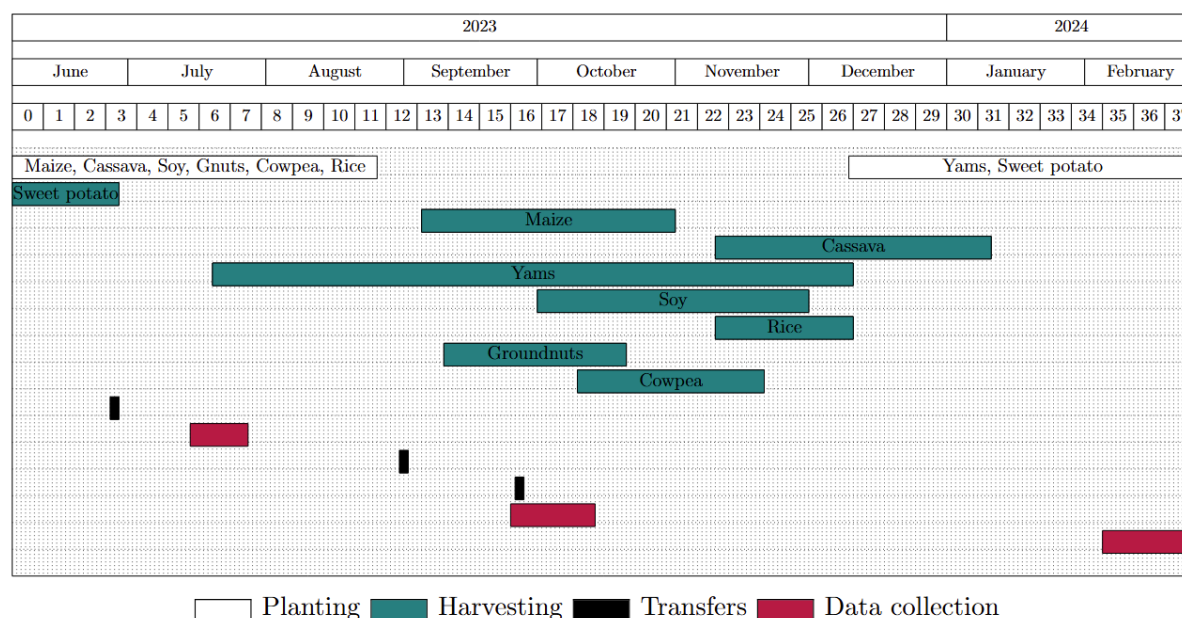 2023 2024
June July August September October November December January February
0 1 2 3 4 5 6 7 8 9 10 11 12 13 14 15 16 17 18 19 20 21 22 23 24 25 26 27 28 29 30 31 32 33 34 35 36 37
Maize, Cassava, Soy, Gnuts, Cowpea, Rice Yams, Sweet potato
Sweet potato
Maize
Cassava
Yams
Soy
Rice
Groundnuts
Cowpea
Planting Harvesting Transfers Data collection